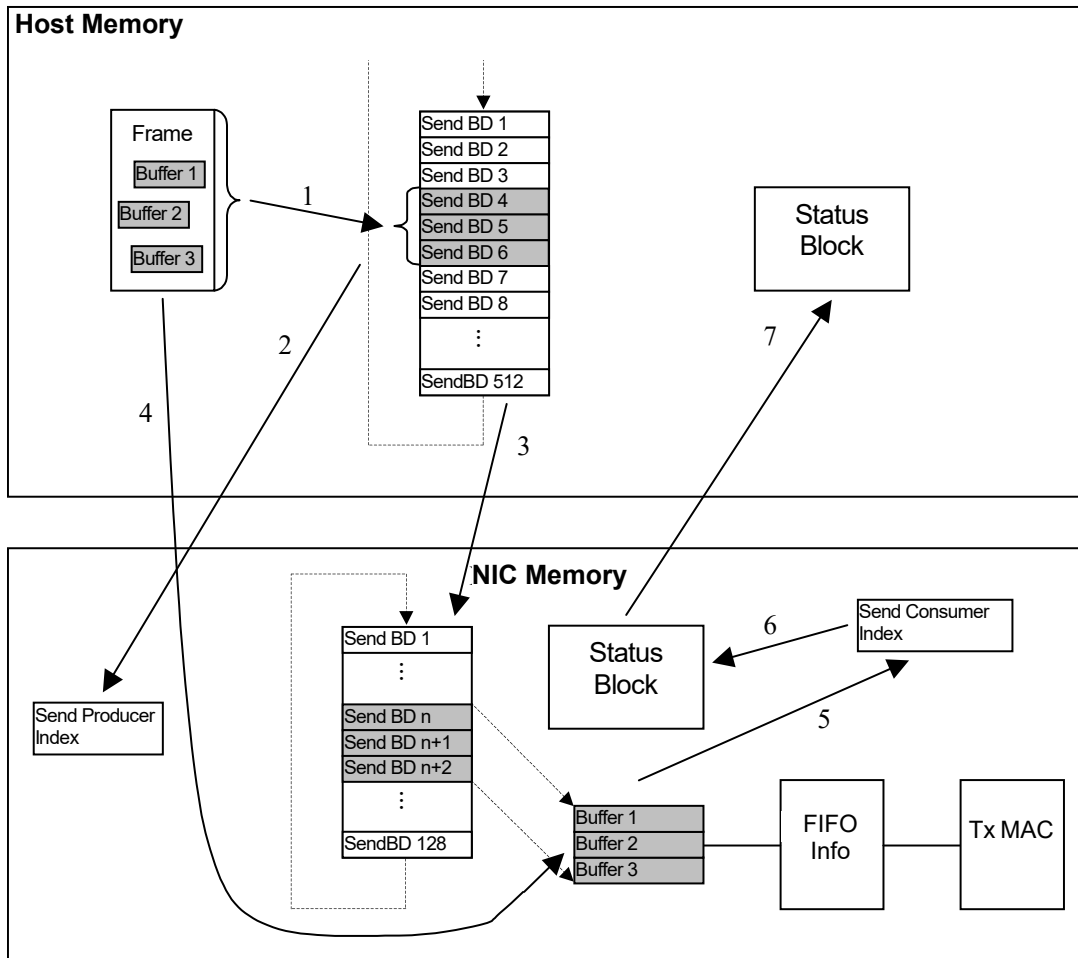 Host Memory
Frame
Buffer 1
Buffer 2
Buffer 3
1
Send BD 1
Send BD 2
Send BD 3
Send BD 4
Send BD 5
Send BD 6
Send BD 7
Send BD 8
⋮
SendBD 512
Status
Block
2
4
3
7
NIC Memory
Send BD 1
⋮
Send BD n
Send BD n+1
Send BD n+2
⋮
SendBD 128
Send Producer
Index
Status
Block
6
Send Consumer
Index
5
Buffer 1
Buffer 2
Buffer 3
FIFO
Info
Tx MAC